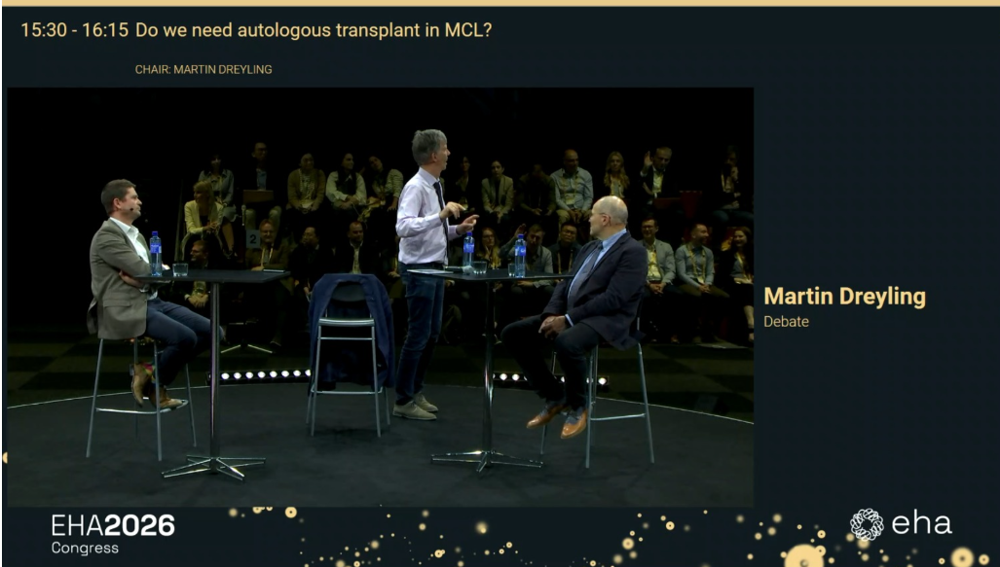 15:30 - 16:15 Do we need autologous transplant in MCL?
CHAIR: MARTIN DREYLING
2
Martin Dreyling
Debate
EHA2026
Congress
eha